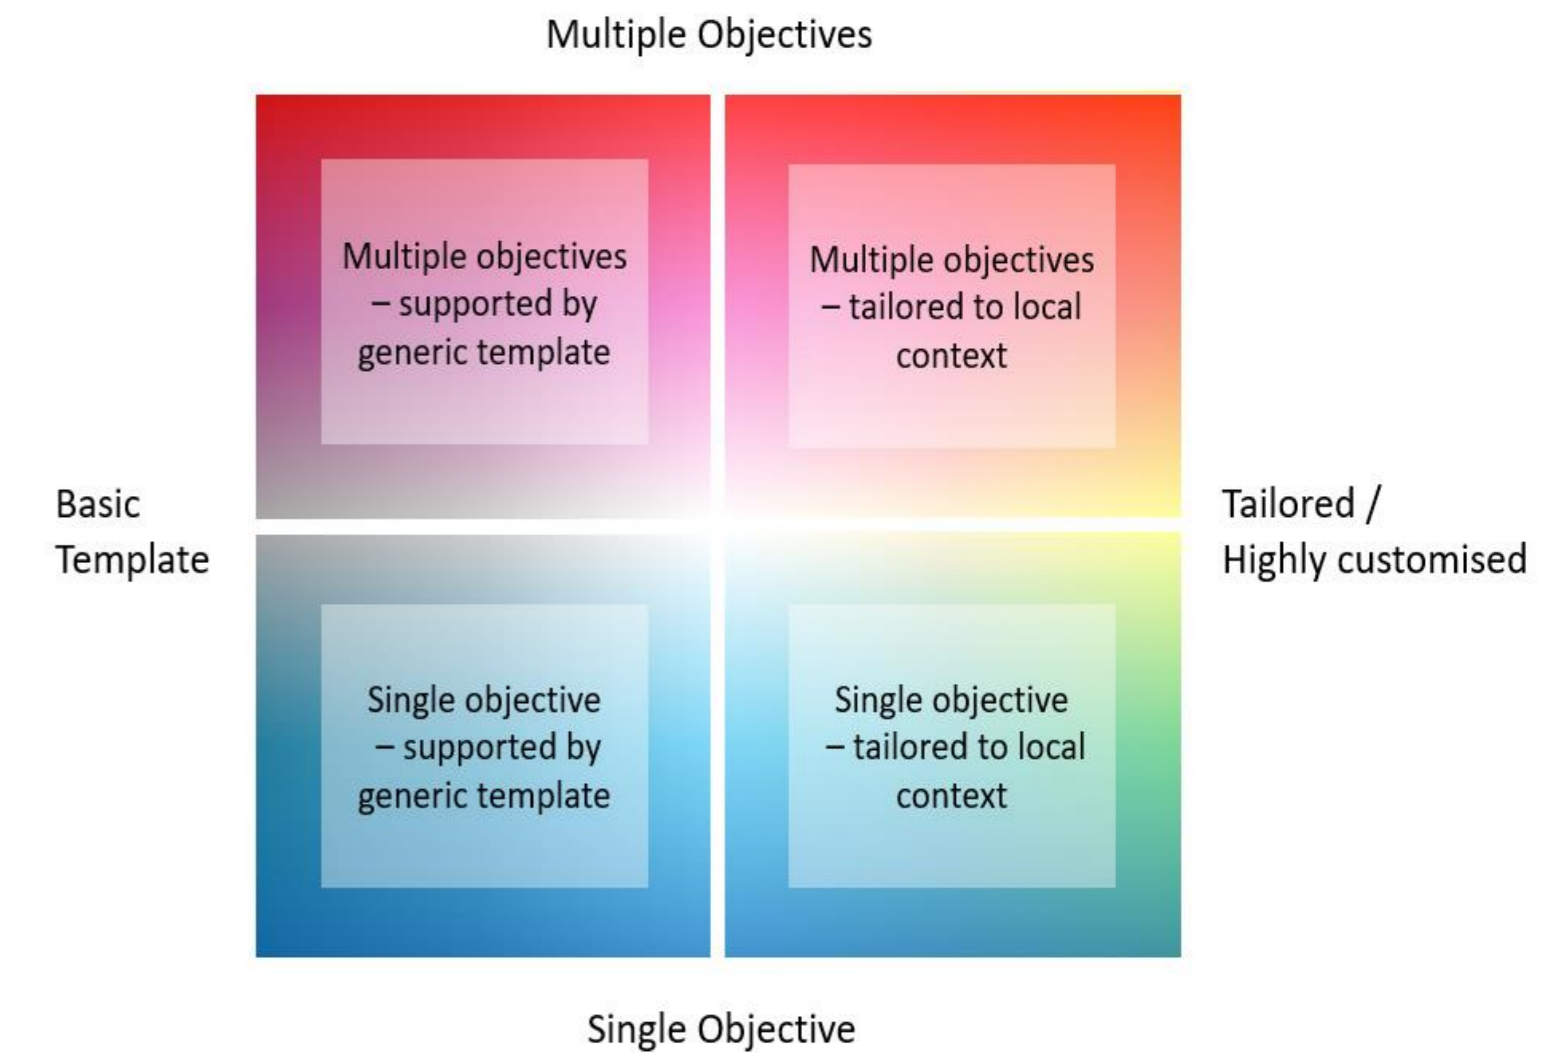 Multiple Objectives
Multiple objectives
– supported by
generic template
Multiple objectives
– tailored to local
context
Basic
Template
Tailored /
Highly customised
Single objective
– supported by
generic template
Single objective
– tailored to local
context
Single Objective